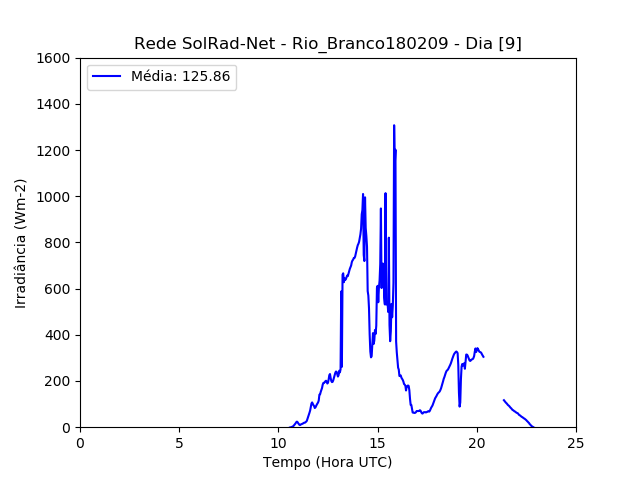 Rede SolRad-Net - Rio_Branco180209 - Dia [9]
Média: 125.86
Irradiância (Wm-2)
1600
1400
1200
1000
800
600
400
200
0
0 5 10 15 20 25
Tempo (Hora UTC)